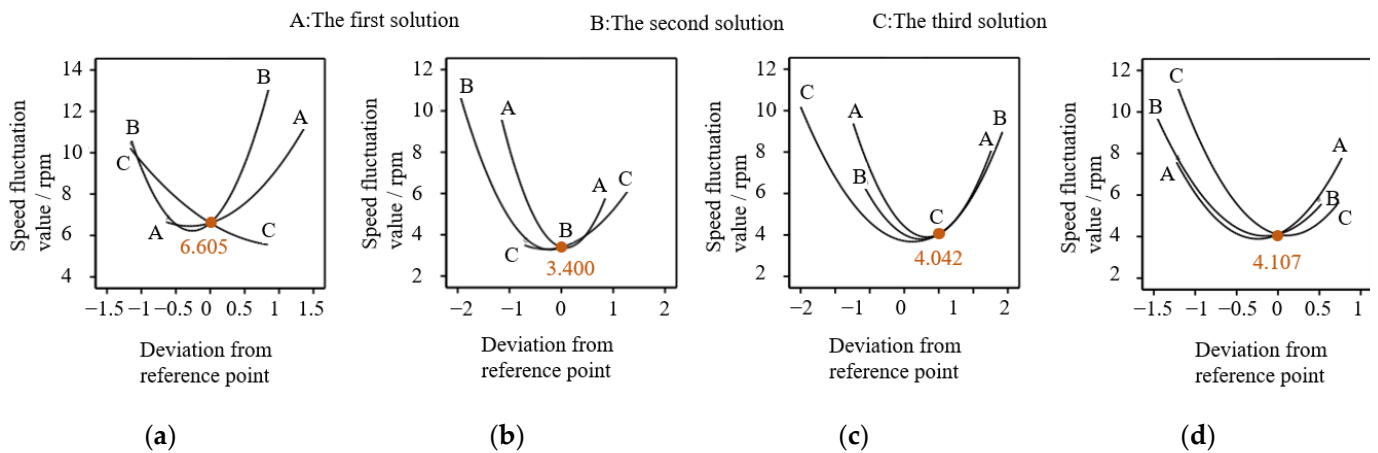 A:The first solution B:The second solution C:The third solution
Speed fluctuation
value / rpm
14
12
10
8
6
4
B
C
A
B
A
C
6.605
−1.5 −1 −0.5 0 0.5 1 1.5
Deviation from
reference point
(a)
Speed fluctuation
value / rpm
12
10
8
6
4
2
B
A
C
B
A
C
3.400
−2 −1 0 1 2
Deviation from
reference point
(b)
Speed fluctuation
value / rpm
12
10
8
6
4
2
C
A
B
C
A
B
4.042
−2 0 1 2
Deviation from
reference point
(c)
Speed fluctuation
value / rpm
12
10
8
6
4
2
C
B
A
A
B
C
4.107
−1.5 −1 −0.5 0 0.5 1
Deviation from
reference point
(d)